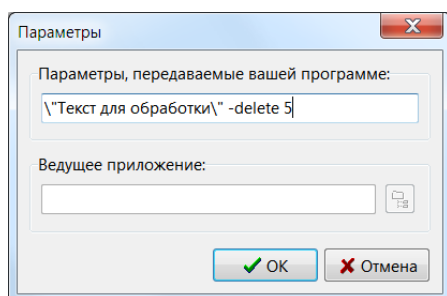 Параметры
Параметры, передаваемые вашей программе:
\"Текст для обработки\" -delete 5
Ведущее приложение:
OK
Отмена